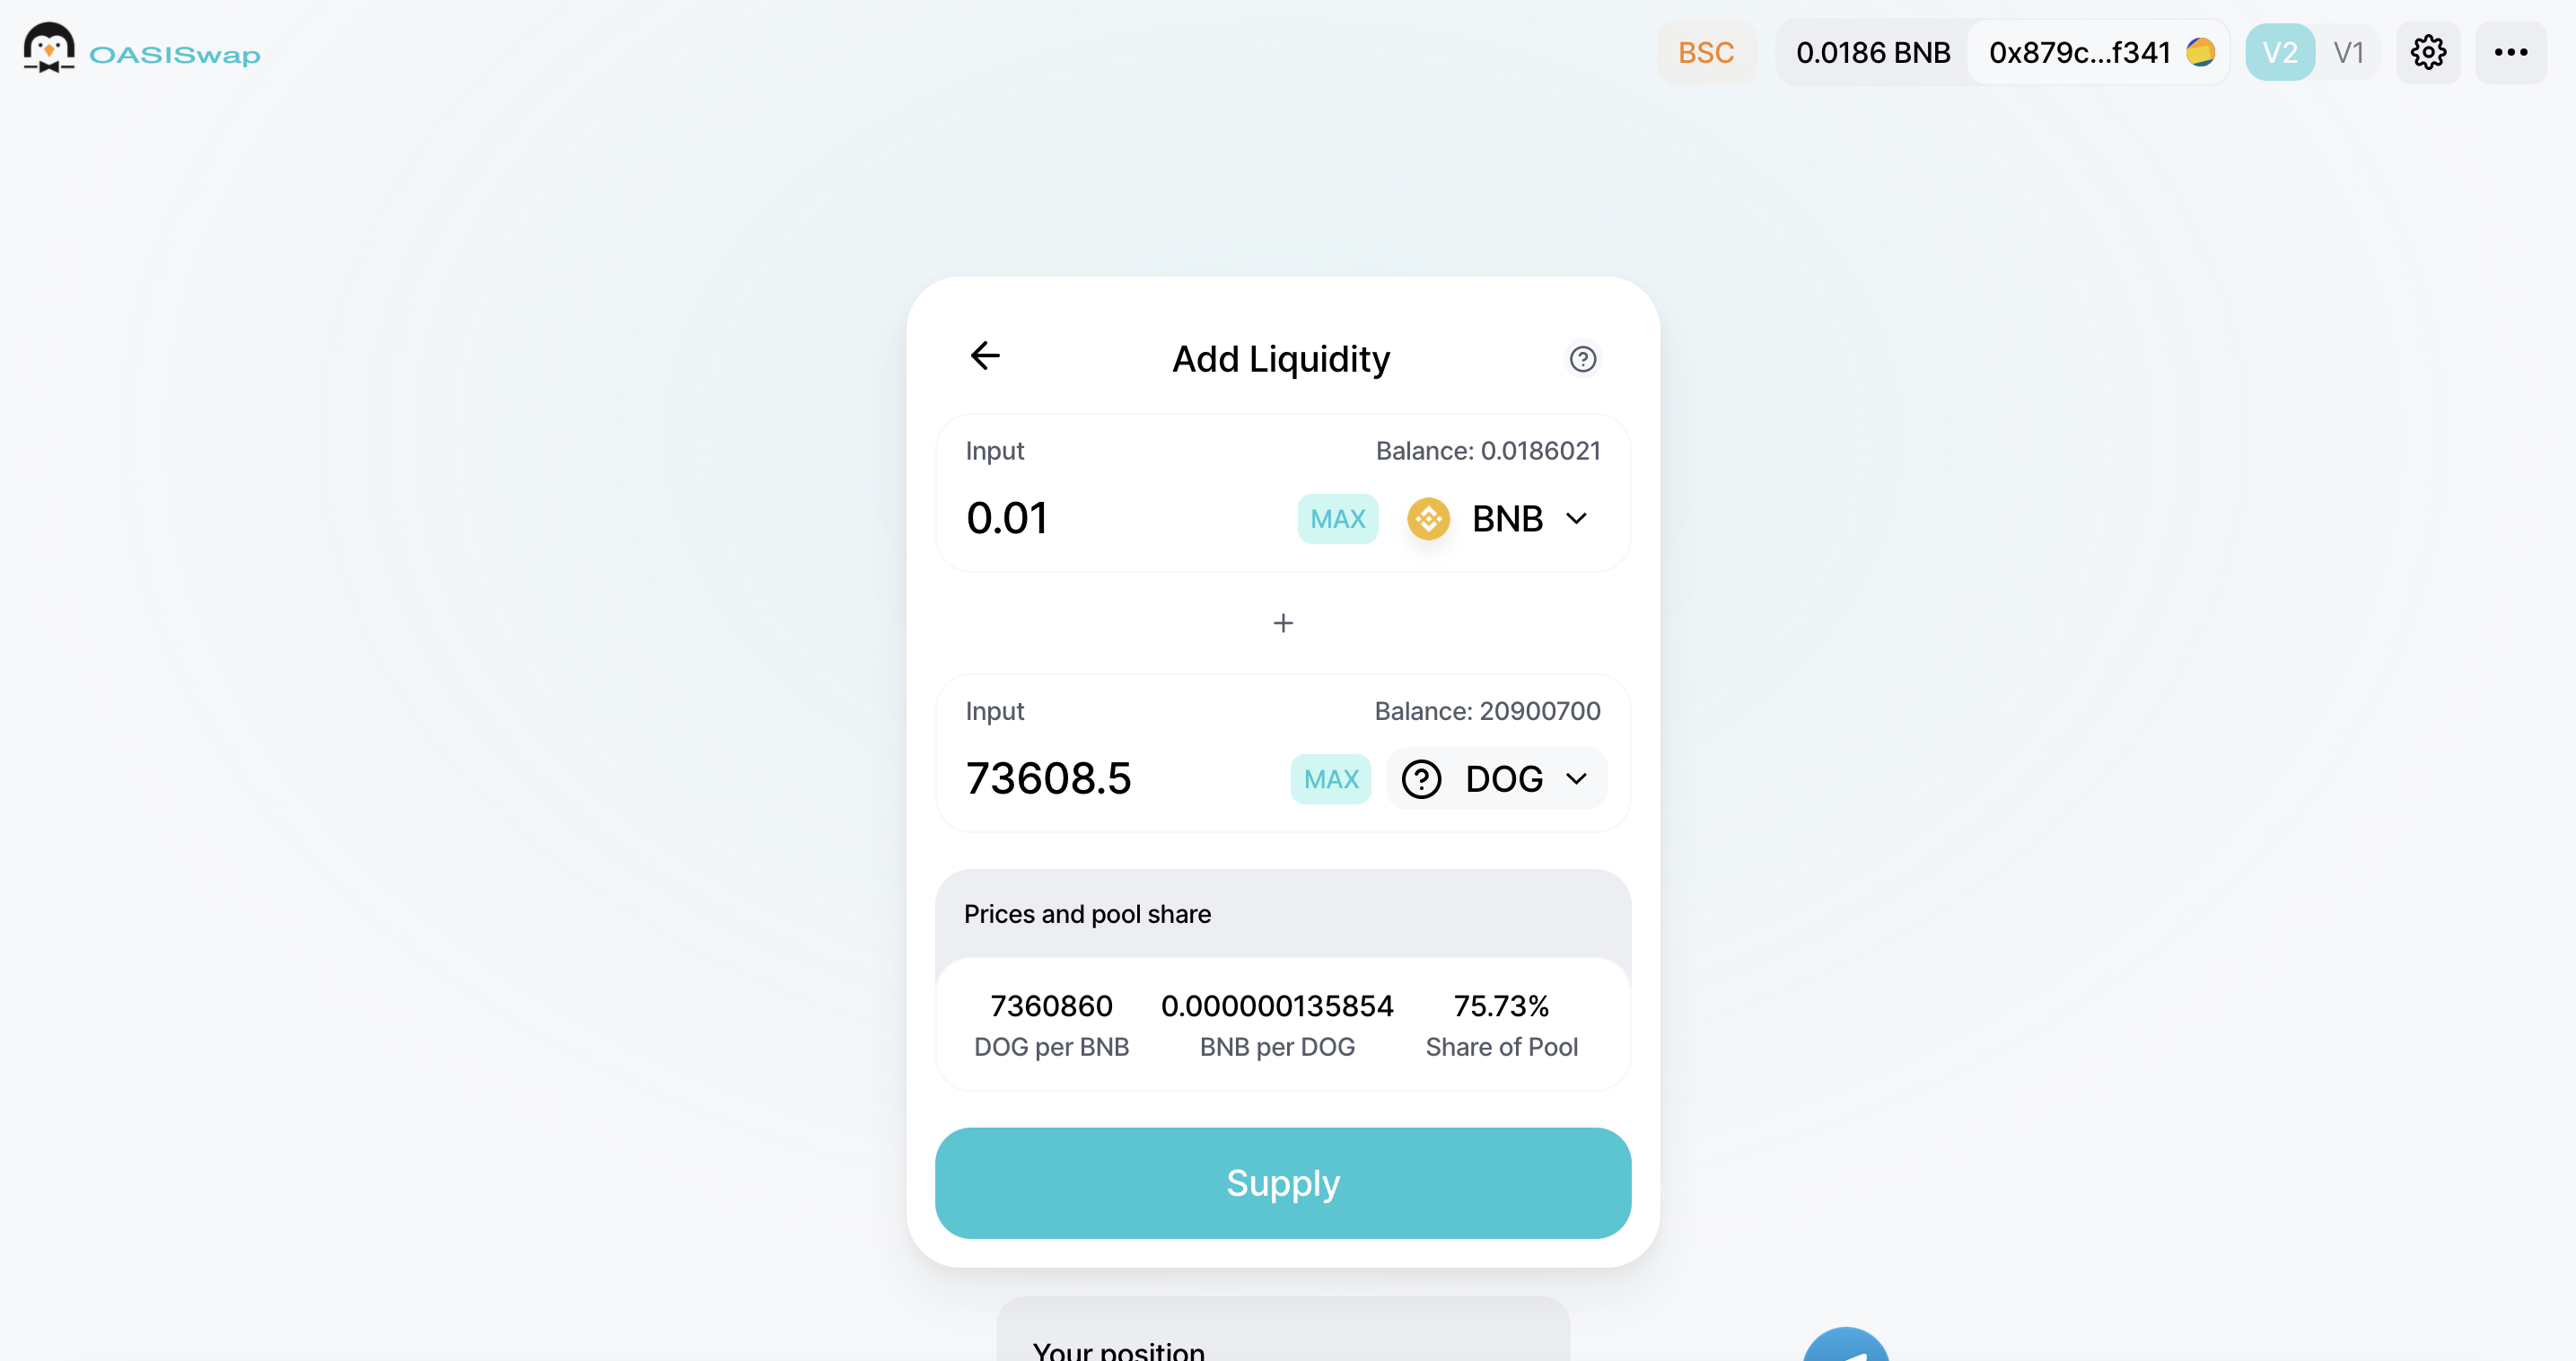 OASISwap
BSC
0.0186 BNB
0x879c...f341
V2
V1
Add Liquidity
Input
Balance: 0.0186021
0.01
MAX
BNB
+
Input
Balance: 20900700
73608.5
MAX
DOG
Prices and pool share
7360860
0.000000135854
75.73%
DOG per BNB
BNB per DOG
Share of Pool
Supply
Your position